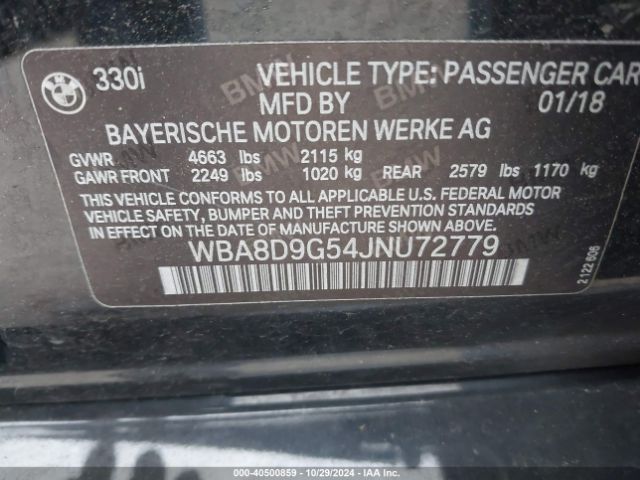 330i VEHICLE TYPE: PASSENGER CAR
MFD BY 01/18
BAYERISCHE MOTOREN WERKE AG
GVWR 4663 lbs 2115 kg
GAWR FRONT 2249 lbs 1020 kg REAR 2579 lbs 1170 kg
THIS VEHICLE CONFORMS TO ALL APPLICABLE U.S. FEDERAL MOTOR
VEHICLE SAFETY, BUMPER AND THEFT PREVENTION STANDARDS
IN EFFECT ON THE DATE OF MANUFACTURE SHOWN ABOVE.
WBA8D9G54JNU72779
2 122 606
000-40500859 - 10/29/2024 - IAA Inc.